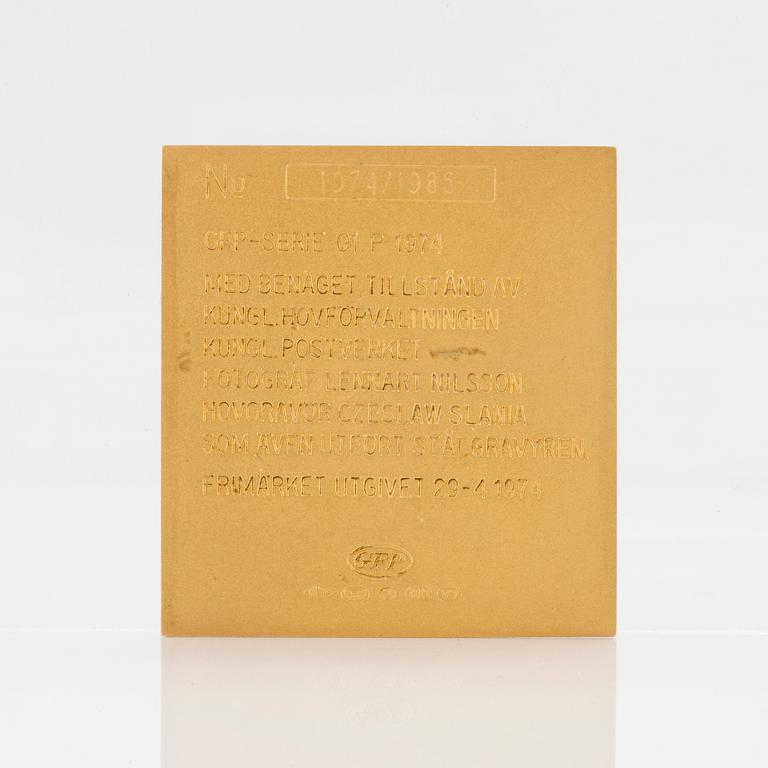 No 1974/1985
GFP-SERIE 01.P 1974
MED BENÄGET TILLSTÅND AV:
KUNGL.HOVFÖRVALTNINGEN
KUNGL.POSTVERKET
FOTOGRAF LENNART NILSSON
HOVGRAVÖR CZESLAW SLANIA
SOM ÄVEN UTFÖRT STÅLGRAVYREN.
FRIMÄRKET UTGIVET 29-4 1974
GFP